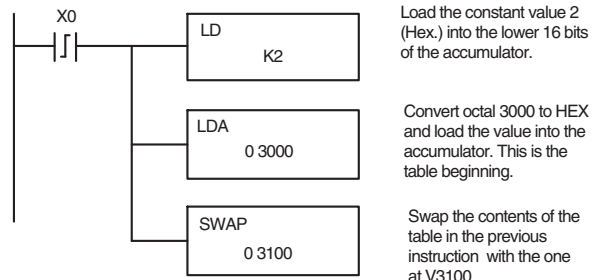 X0
LD
K2
Load the constant value 2
(Hex.) into the lower 16 bits
of the accumulator.
LDA
0 3000
Convert octal 3000 to HEX
and load the value into the
accumulator. This is the
table beginning.
SWAP
0 3100
Swap the contents of the
table in the previous
instruction with the one
at V3100